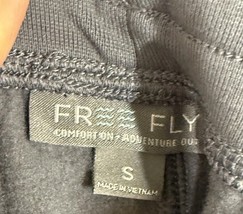 FREE FLY
COMFORT ON - ADVENTURE OUT
S
MADE IN VIETNAM